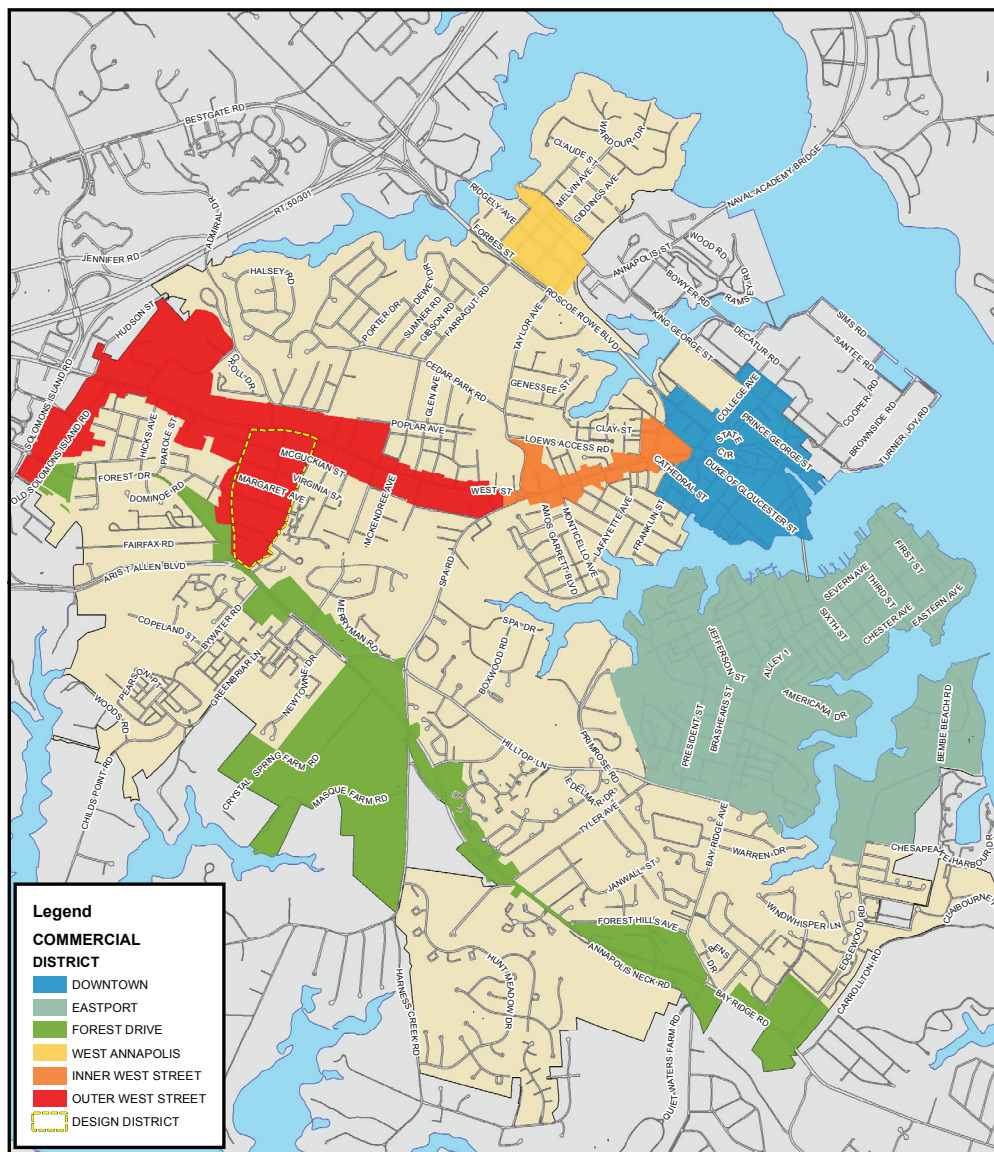 BESTGATE RD
WARDOUR DR
CLAUDE ST
MELVIN AVE
GIDDINGS AVE
NAVAL ACADEMY BRIDGE
RIDGELY AVE
FORBES ST
RT 50/301
ADMIRAL DR
JENNIFER RD
WOOD RD
ANNAPOLIS ST
BOWYER RD
RAMSEY RD
HALSEY RD
DEWEY DR
PORTER DR
SUMNER RD
GIBSON RD
FARRAGUT RD
TAYLOR AVE
ROSCOE ROWE BLVD
KING GEORGE ST
DECATUR RD
SIMS RD
SANTEE RD
HUDSON ST
SOLOMONS ISLAND RD
OLD SOLOMONS ISLAND RD
CROLL DR
CEDAR PARK RD
GENESSEE ST
COLLEGE AVE
COOPER RD
BROWNSIDE RD
TURNER JOY RD
HICKS AVE
PAROLE ST
GLEN AVE
POPLAR AVE
CLAY ST
LOEWS ACCESS RD
STATE CIR
PRINCE GEORGE ST
MCGUCKIAN ST
FOREST DR
DOMINOE RD
MARGARET AVE
VIRGINIA ST
MCKENDREE AVE
WEST ST
CATHEDRAL ST
DUKE OF GLOUCESTER ST
AMOS GARRETT BLVD
MONTICELLO AVE
LAFAYETTE AVE
FRANKLIN ST
FAIRFAX RD
ARIS T ALLEN BLVD
SPA RD
FIRST ST
SEVERN AVE
THIRD ST
SIXTH ST
CHESTER AVE
EASTERN AVE
COPELAND ST
BYWATER RD
MERRYMAN RD
SPA DR
BOXWOOD RD
JEFFERSON ST
ALLEY 1
AMERICANA DR
PEARSON PT
GREENBRIAR LN
NEWTOWNE DR
WOODS RD
PRESIDENT ST
BRASHEARS ST
BEMBE BEACH RD
CHILDS POINT RD
CRYSTAL SPRING FARM RD
MASQUE FARM RD
HILLTOP LN
PRIMROSE RD
EDELMAR DR
TYLER AVE
BAY RIDGE AVE
WARREN DR
CHESAPEAKE HARBOUR DR
JANWALL ST
WINDWHISPER LN
EDGEWOOD RD
CLAIBOURNE
CARROLLTON RD
FOREST HILLS AVE
BENS DR
ANNAPOLIS NECK RD
BAY RIDGE RD
HUNT MEADOW DR
HARNESS CREEK RD
QUIET WATERS FARM RD
Legend
COMMERCIAL
DISTRICT
DOWNTOWN
EASTPORT
FOREST DRIVE
WEST ANNAPOLIS
INNER WEST STREET
OUTER WEST STREET
DESIGN DISTRICT